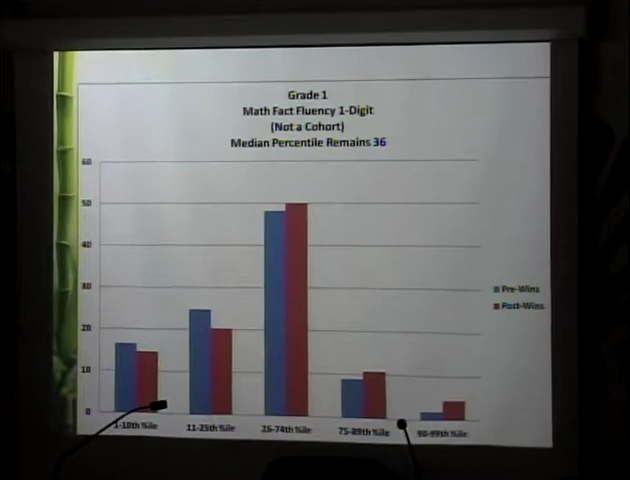 Grade 1
Math Fact Fluency 1-Digit
(Not a Cohort)
Median Percentile Remains 36
60
50
40
30
20
10
0
Pre-Wins
Post-Wins
1-10th %ile
11-25th %ile
26-74th %ile
75-89th %ile
90-99th %ile